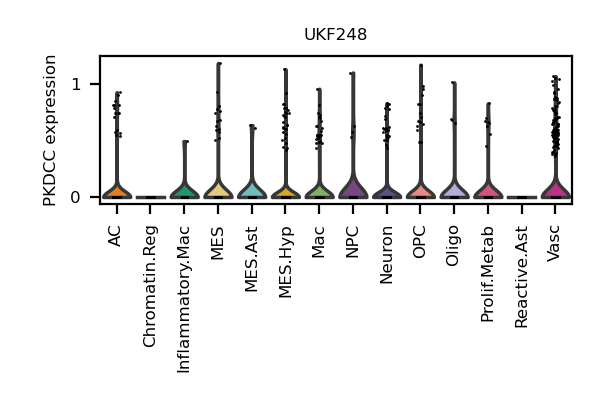 UKF248
PKDCC expression
1
0
AC
Chromatin.Reg
Inflammatory.Mac
MES
MES.Ast
MES.Hyp
Mac
NPC
Neuron
OPC
Oligo
Prolif.Metab
Reactive.Ast
Vasc